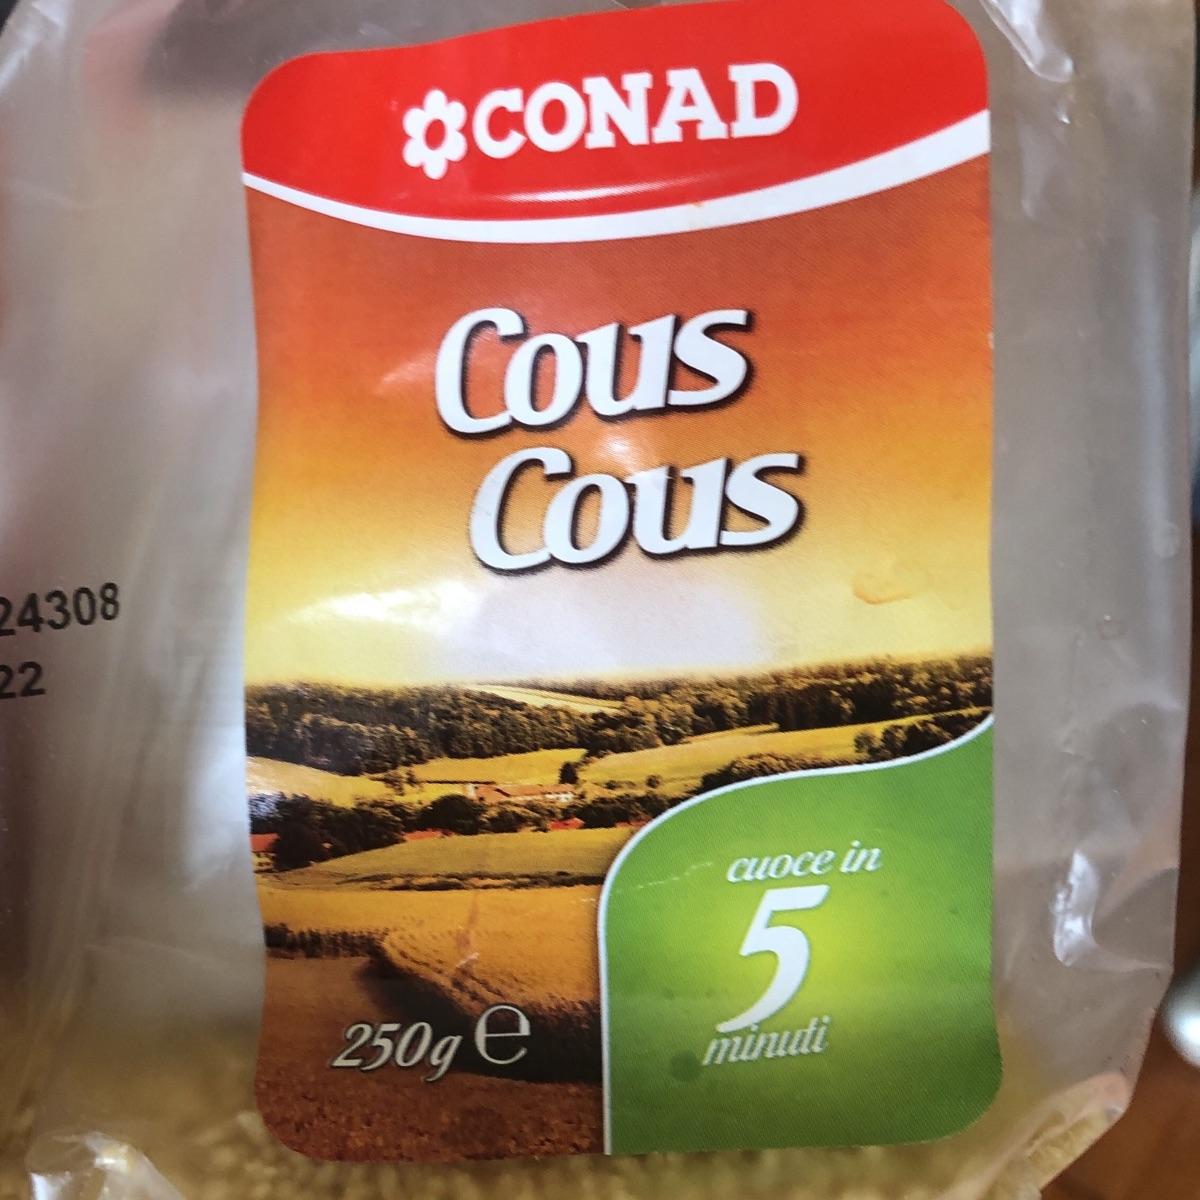 CONAD
Cous
Cous
24308
22
cuoce in
5
minuti
250g e